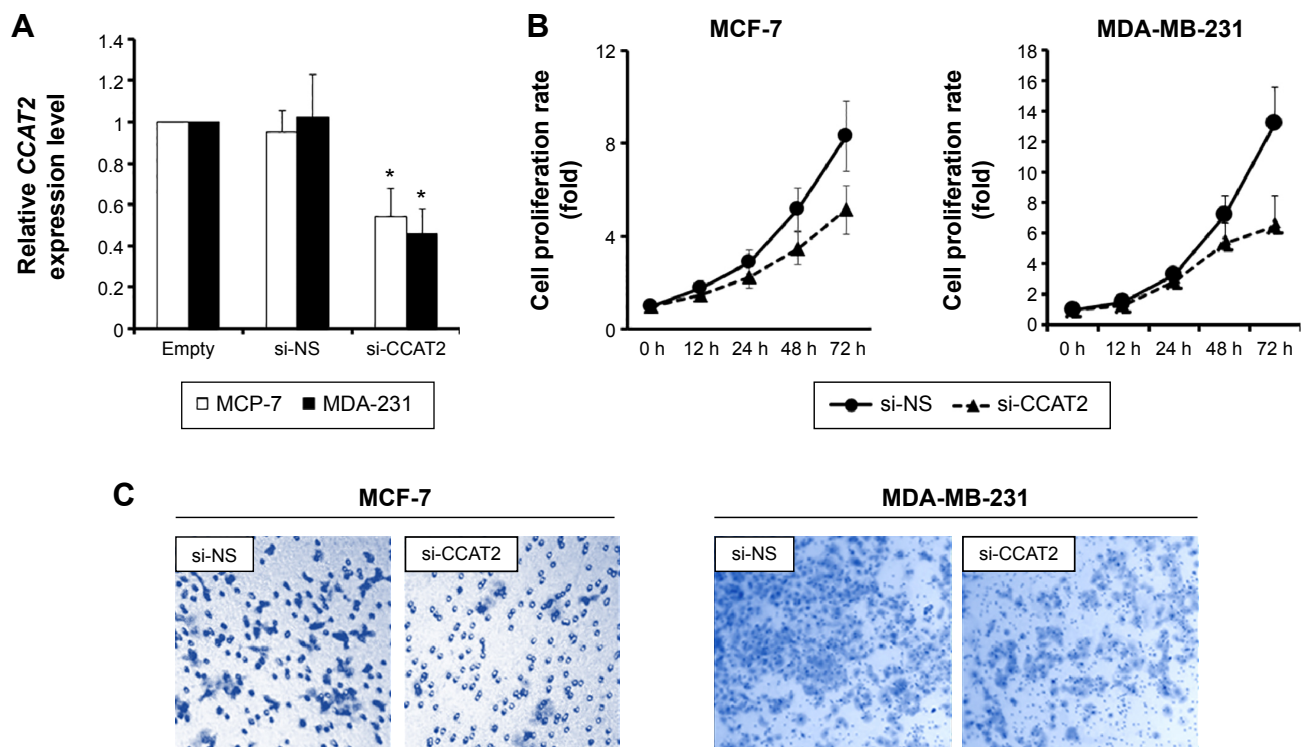 A
Relative CCAT2
expression level
1.4
1.2
1
0.8
0.6
0.4
0.2
0
*
*
Empty
si-NS
si-CCAT2
MCP-7
MDA-231
B
MCF-7
Cell proliferation rate
(fold)
12
8
4
0
0 h
12 h
24 h
48 h
72 h
MDA-MB-231
Cell proliferation rate
(fold)
18
16
14
12
10
8
6
4
2
0
0 h
12 h
24 h
48 h
72 h
si-NS
si-CCAT2
C
MCF-7
si-NS
si-CCAT2
MDA-MB-231
si-NS
si-CCAT2